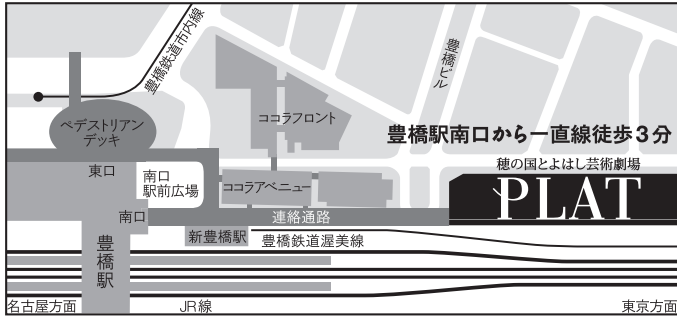 豊橋鉄道市内線
豊橋ビル
ペデストリアン
デッキ
ココラフロント
豊橋駅南口から一直線徒歩3分
穂の国とよはし芸術劇場
PLAT
東口
南口
駅前広場
ココラアベニュー
南口
連絡通路
新豊橋駅
豊橋鉄道渥美線
豊橋駅
名古屋方面
JR線
東京方面